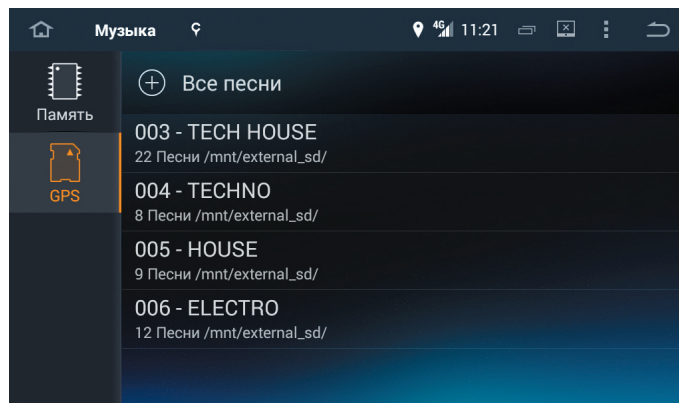 Музыка
4G 11:21
Память
GPS
Все песни
003 - TECH HOUSE
22 Песни /mnt/external_sd/
004 - TECHNO
8 Песни /mnt/external_sd/
005 - HOUSE
9 Песни /mnt/external_sd/
006 - ELECTRO
12 Песни /mnt/external_sd/